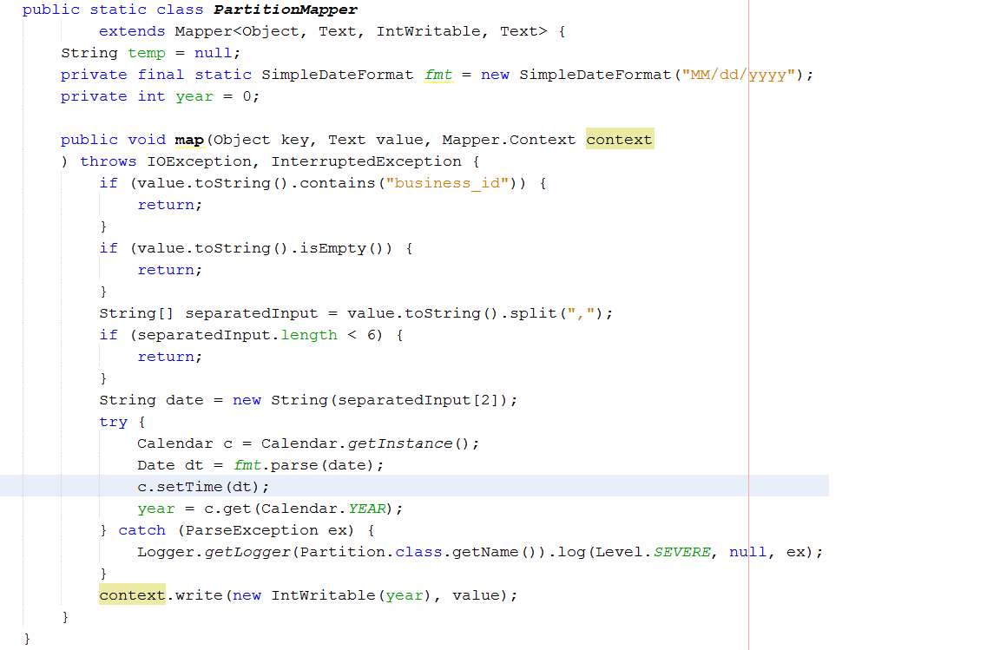 public static class PartitionMapper
        extends Mapper<Object, Text, IntWritable, Text> {
    String temp = null;
    private final static SimpleDateFormat fmt = new SimpleDateFormat("MM/dd/yyyy");
    private int year = 0;

    public void map(Object key, Text value, Mapper.Context context
    ) throws IOException, InterruptedException {
        if (value.toString().contains("business_id")) {
            return;
        }
        if (value.toString().isEmpty()) {
            return;
        }
        String[] separatedInput = value.toString().split(",");
        if (separatedInput.length < 6) {
            return;
        }
        String date = new String(separatedInput[2]);
        try {
            Calendar c = Calendar.getInstance();
            Date dt = fmt.parse(date);
            c.setTime(dt);
            year = c.get(Calendar.YEAR);
        } catch (ParseException ex) {
            Logger.getLogger(Partition.class.getName()).log(Level.SEVERE, null, ex);
        }
        context.write(new IntWritable(year), value);
    }
}